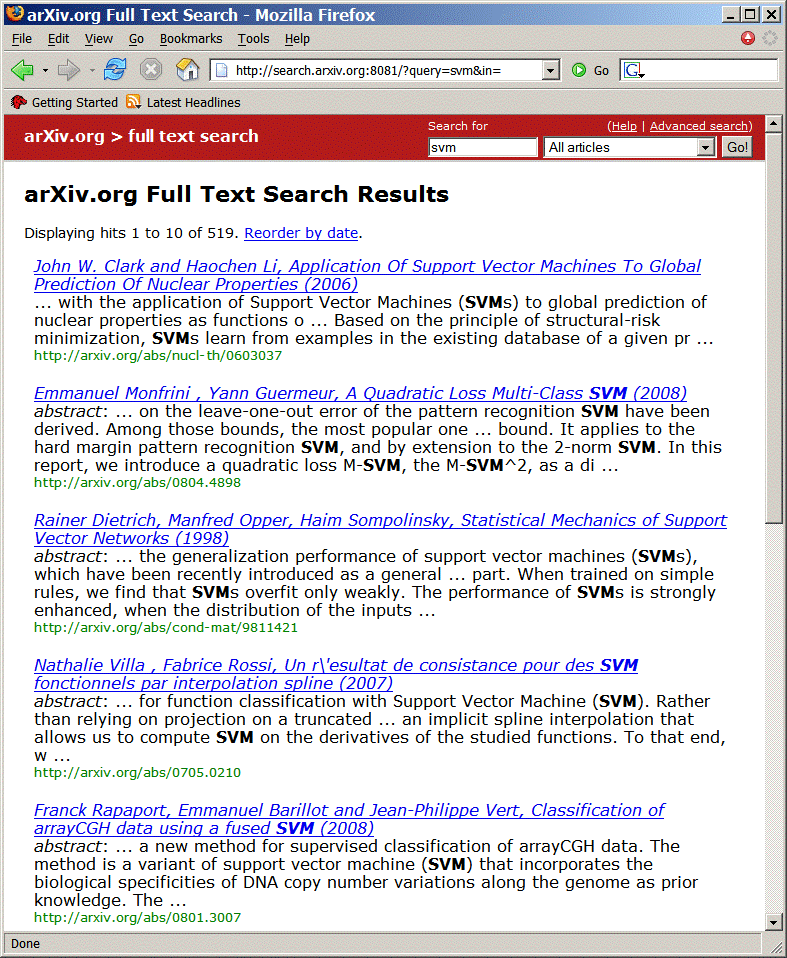 arXiv.org Full Text Search - Mozilla Firefox
File Edit View Go Bookmarks Tools Help
http://search.arxiv.org:8081/?query=svm&in= Go G
Getting Started Latest Headlines
Search for (Help | Advanced search)
arXiv.org > full text search
svm All articles Go!
arXiv.org Full Text Search Results
Displaying hits 1 to 10 of 519. Reorder by date.
John W. Clark and Haochen Li, Application Of Support Vector Machines To Global
Prediction Of Nuclear Properties (2006)
... with the application of Support Vector Machines (SVMs) to global prediction of
nuclear properties as functions o ... Based on the principle of structural-risk
minimization, SVMs learn from examples in the existing database of a given pr ...
http://arxiv.org/abs/nucl-th/0603037
Emmanuel Monfrini , Yann Guermeur, A Quadratic Loss Multi-Class SVM (2008)
abstract: ... on the leave-one-out error of the pattern recognition SVM have been
derived. Among those bounds, the most popular one ... bound. It applies to the
hard margin pattern recognition SVM, and by extension to the 2-norm SVM. In this
report, we introduce a quadratic loss M-SVM, the M-SVM^2, as a di ...
http://arxiv.org/abs/0804.4898
Rainer Dietrich, Manfred Opper, Haim Sompolinsky, Statistical Mechanics of Support
Vector Networks (1998)
abstract: ... the generalization performance of support vector machines (SVMs),
which have been recently introduced as a general ... part. When trained on simple
rules, we find that SVMs overfit only weakly. The performance of SVMs is strongly
enhanced, when the distribution of the inputs ...
http://arxiv.org/abs/cond-mat/9811421
Nathalie Villa , Fabrice Rossi, Un r\'esultat de consistance pour des SVM
fonctionnels par interpolation spline (2007)
abstract: ... for function classification with Support Vector Machine (SVM). Rather
than relying on projection on a truncated ... an implicit spline interpolation that
allows us to compute SVM on the derivatives of the studied functions. To that end,
w ...
http://arxiv.org/abs/0705.0210
Franck Rapaport, Emmanuel Barillot and Jean-Philippe Vert, Classification of
arrayCGH data using a fused SVM (2008)
abstract: ... a new method for supervised classification of arrayCGH data. The
method is a variant of support vector machine (SVM) that incorporates the
biological specificities of DNA copy number variations along the genome as prior
knowledge. The ...
http://arxiv.org/abs/0801.3007
Done